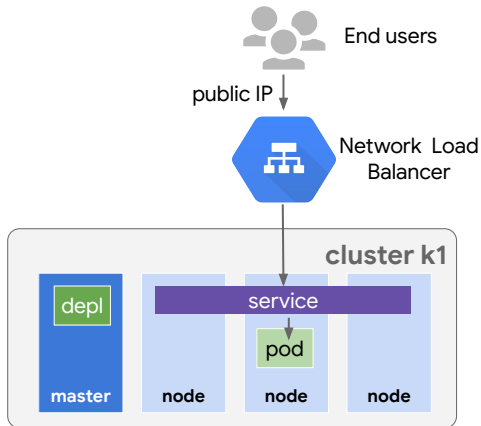 End users
public IP
Network Load
Balancer
cluster k1
service
depl
pod
master
node
node
node